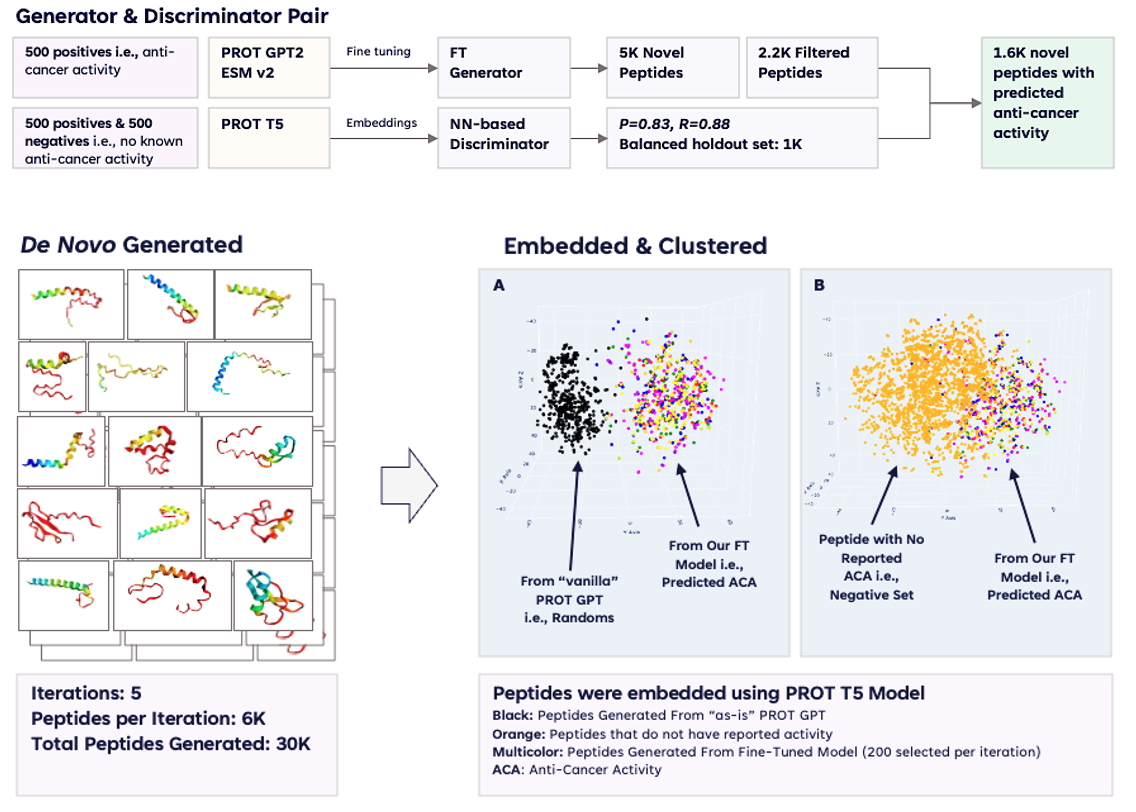 Generator & Discriminator Pair
500 positives i.e., anti-
cancer activity
PROT GPT2
ESM v2
Fine tuning
FT
Generator
5K Novel
Peptides
2.2K Filtered
Peptides
1.6K novel
peptides with
predicted
anti-cancer
activity
500 positives & 500
negatives i.e., no known
anti-cancer activity
PROT T5
Embeddings
NN-based
Discriminator
P=0.83, R=0.88
Balanced holdout set: 1K
De Novo Generated
Embedded & Clustered
A
From "vanilla"
PROT GPT
i.e., Randoms
From Our FT
Model i.e.,
Predicted ACA
B
Peptide with No
Reported
ACA i.e.,
Negative Set
From Our FT
Model i.e.,
Predicted ACA
Iterations: 5
Peptides per Iteration: 6K
Total Peptides Generated: 30K
Peptides were embedded using PROT T5 Model
Black: Peptides Generated From "as-is" PROT GPT
Orange: Peptides that do not have reported activity
Multicolor: Peptides Generated From Fine-Tuned Model (200 selected per iteration)
ACA: Anti-Cancer Activity